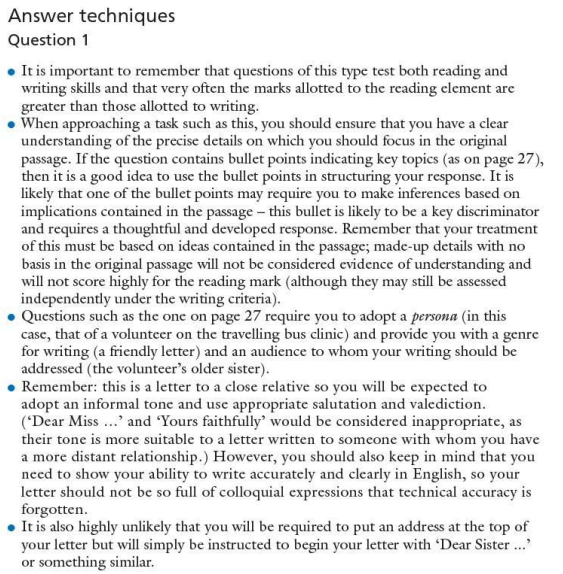 Answer techniques
Question 1
• It is important to remember that questions of this type test both reading and
writing skills and that very often the marks allotted to the reading element are
greater than those allotted to writing.
• When approaching a task such as this, you should ensure that you have a clear
understanding of the precise details on which you should focus in the original
passage. If the question contains bullet points indicating key topics (as on page 27),
then it is a good idea to use the bullet points in structuring your response. It is
likely that one of the bullet points may require you to make inferences based on
implications contained in the passage – this bullet is likely to be a key discriminator
and requires a thoughtful and developed response. Remember that your treatment
of this must be based on ideas contained in the passage; made-up details with no
basis in the original passage will not be considered evidence of understanding and
will not score highly for the reading mark (although they may still be assessed
independently under the writing criteria).
• Questions such as the one on page 27 require you to adopt a persona (in this
case, that of a volunteer on the travelling bus clinic) and provide you with a genre
for writing (a friendly letter) and an audience to whom your writing should be
addressed (the volunteer’s older sister).
• Remember: this is a letter to a close relative so you will be expected to
adopt an informal tone and use appropriate salutation and valediction.
(‘Dear Miss …’ and ‘Yours faithfully’ would be considered inappropriate, as
their tone is more suitable to a letter written to someone with whom you have
a more distant relationship.) However, you should also keep in mind that you
need to show your ability to write accurately and clearly in English, so your
letter should not be so full of colloquial expressions that technical accuracy is
forgotten.
• It is also highly unlikely that you will be required to put an address at the top of
your letter but will simply be instructed to begin your letter with ‘Dear Sister ...’
or something similar.